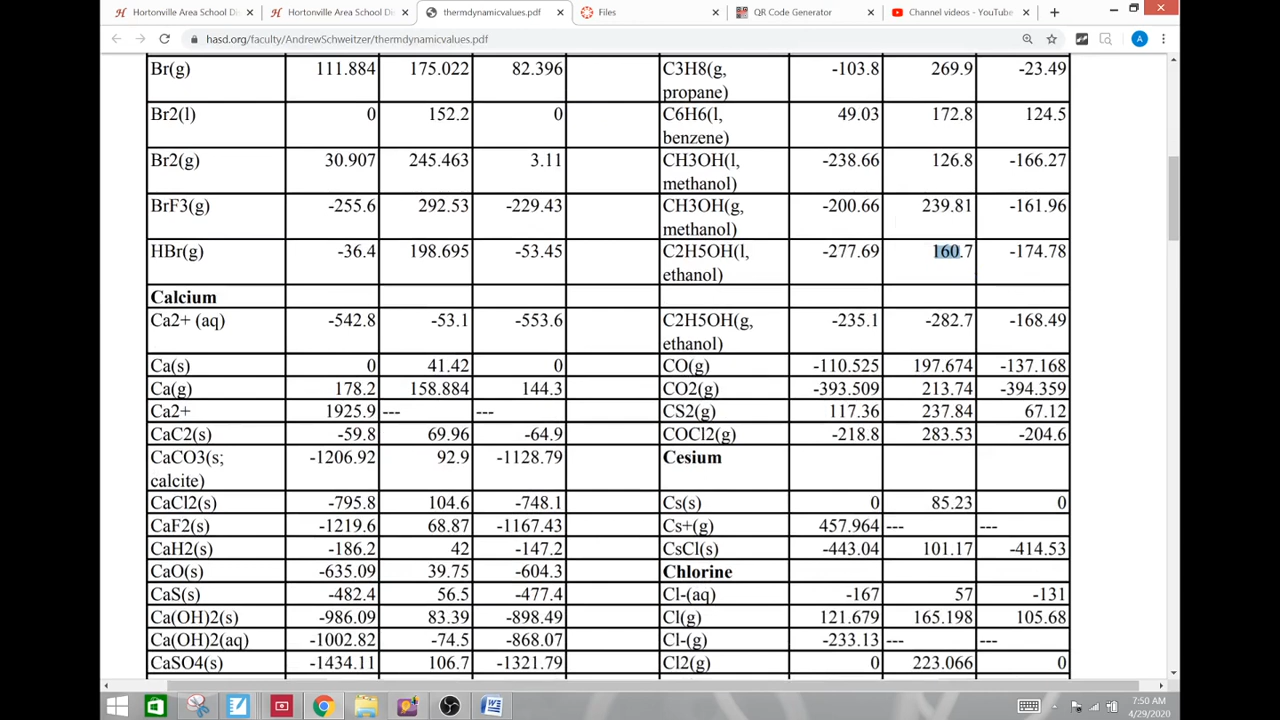 Hortonville Area School Di
Hortonville Area School Di
thermdynamicvalues.pdf
Files
QR Code Generator
Channel videos - YouTube
hasd.org/faculty/AndrewSchweitzer/thermdynamicvalues.pdf
A
Br(g) 111.884 175.022 82.396 C3H8(g, propane) -103.8 269.9 -23.49
Br2(l) 0 152.2 0 C6H6(l, benzene) 49.03 172.8 124.5
Br2(g) 30.907 245.463 3.11 CH3OH(l, methanol) -238.66 126.8 -166.27
BrF3(g) -255.6 292.53 -229.43 CH3OH(g, methanol) -200.66 239.81 -161.96
HBr(g) -36.4 198.695 -53.45 C2H5OH(l, ethanol) -277.69 160.7 -174.78
Calcium
Ca2+ (aq) -542.8 -53.1 -553.6 C2H5OH(g, ethanol) -235.1 -282.7 -168.49
Ca(s) 0 41.42 0 CO(g) -110.525 197.674 -137.168
Ca(g) 178.2 158.884 144.3 CO2(g) -393.509 213.74 -394.359
Ca2+ 1925.9 --- --- CS2(g) 117.36 237.84 67.12
CaC2(s) -59.8 69.96 -64.9 COCl2(g) -218.8 283.53 -204.6
CaCO3(s; calcite) -1206.92 92.9 -1128.79 Cesium
CaCl2(s) -795.8 104.6 -748.1 Cs(s) 0 85.23 0
CaF2(s) -1219.6 68.87 -1167.43 Cs+(g) 457.964 --- ---
CaH2(s) -186.2 42 -147.2 CsCl(s) -443.04 101.17 -414.53
CaO(s) -635.09 39.75 -604.3 Chlorine
CaS(s) -482.4 56.5 -477.4 Cl-(aq) -167 57 -131
Ca(OH)2(s) -986.09 83.39 -898.49 Cl(g) 121.679 165.198 105.68
Ca(OH)2(aq) -1002.82 -74.5 -868.07 Cl-(g) -233.13 --- ---
CaSO4(s) -1434.11 106.7 -1321.79 Cl2(g) 0 223.066 0
7:50 AM
4/29/2020